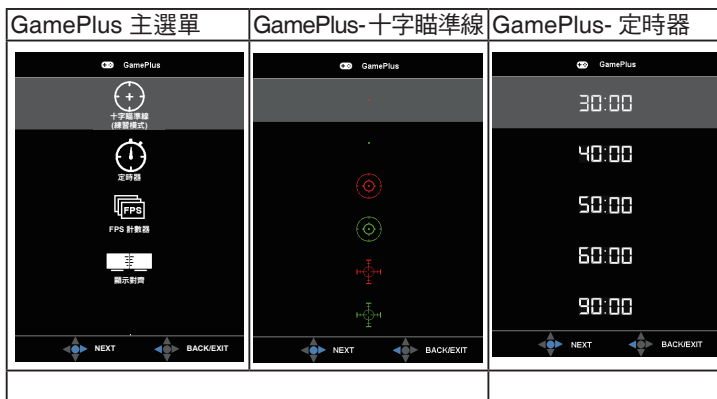 GamePlus 主選單
GamePlus-十字瞄準線
GamePlus- 定時器
GamePlus
十字瞄準線
(練習模式)
定時器
FPS
FPS 計數器
顯示對齊
NEXT
BACK/EXIT
GamePlus
NEXT
BACK/EXIT
GamePlus
30:00
40:00
50:00
60:00
90:00
NEXT
BACK/EXIT